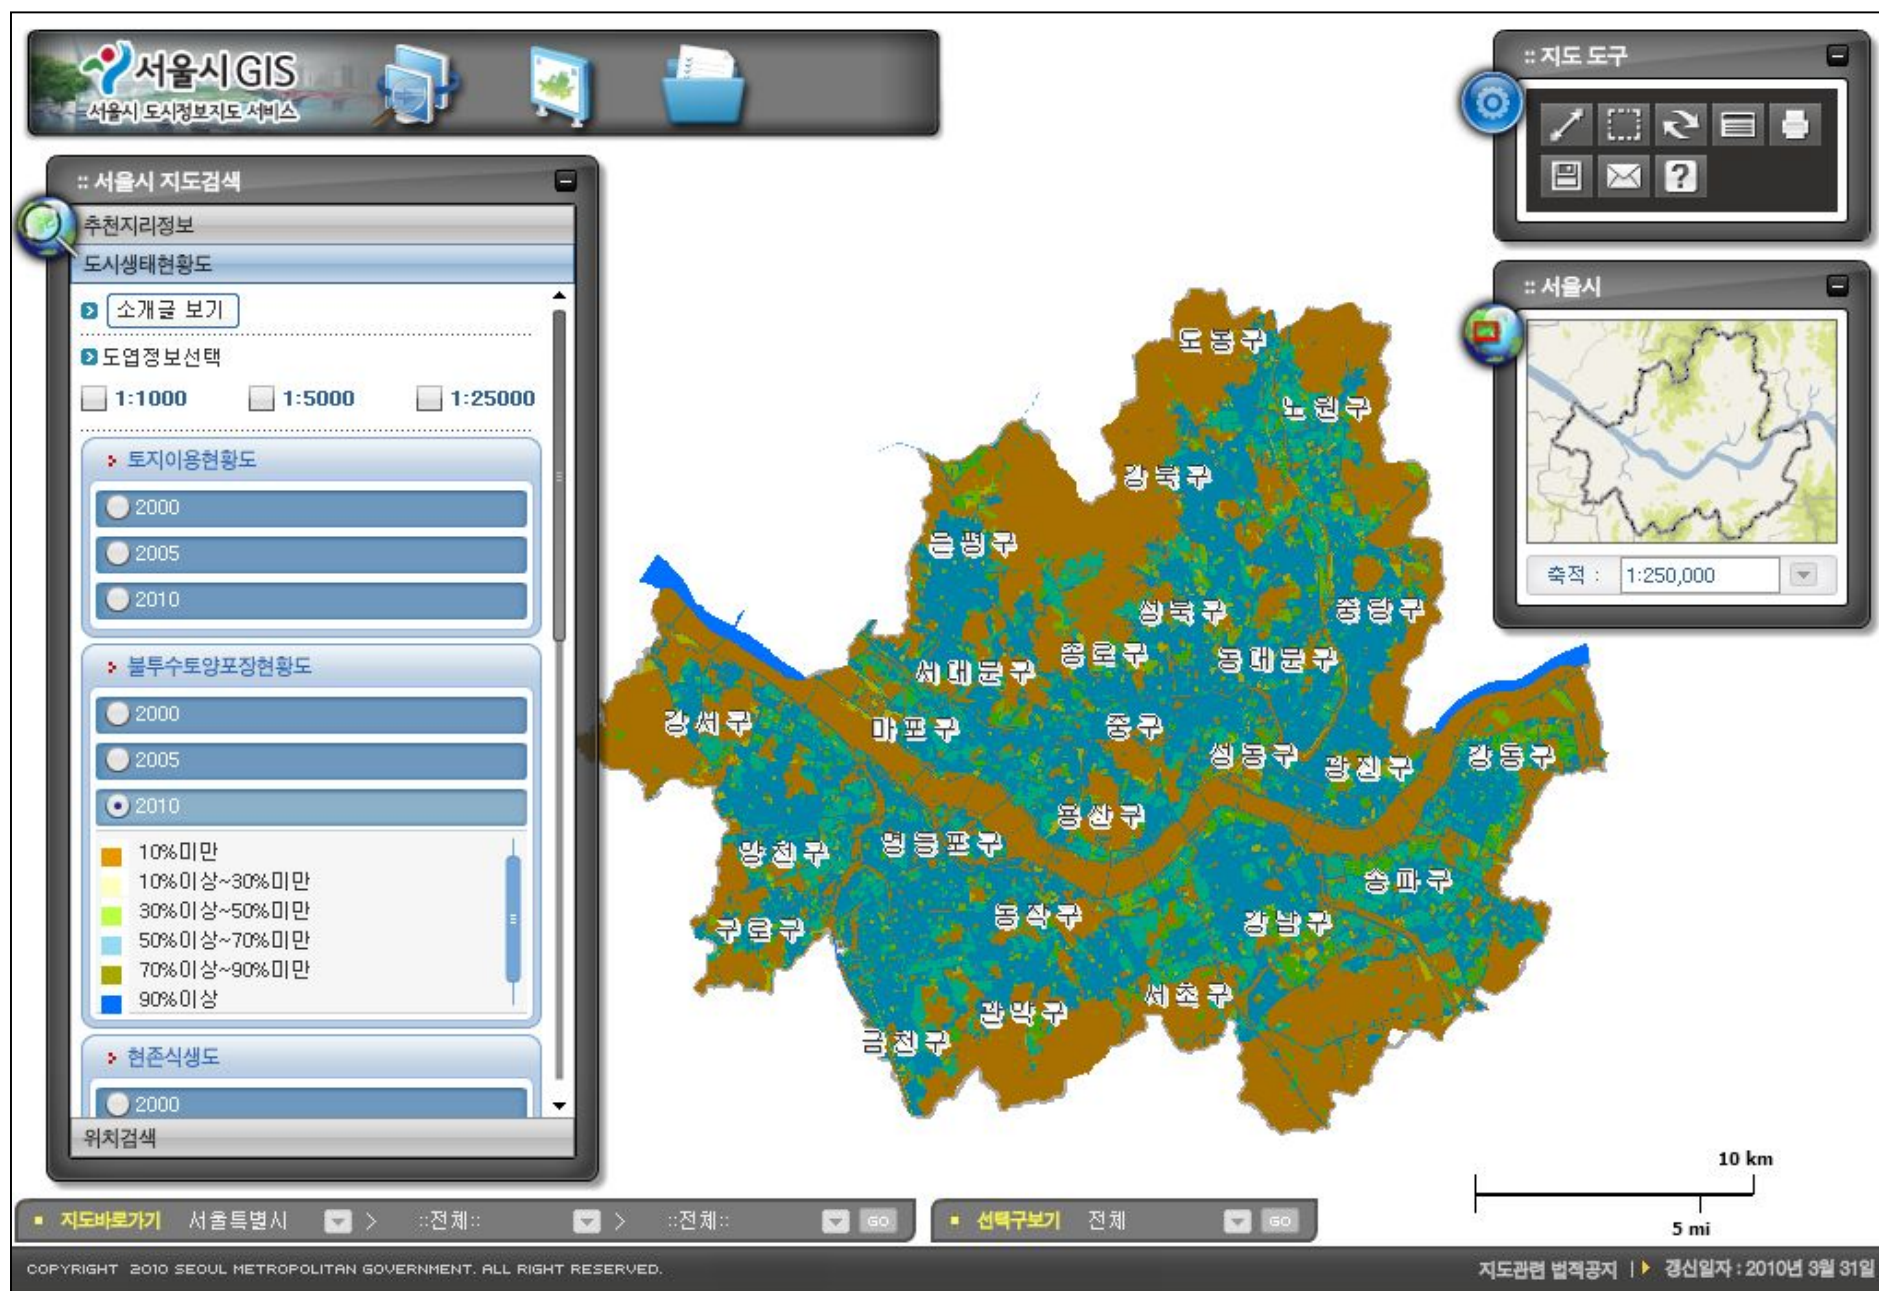 서울시 GIS
서울시 도시정보지도 서비스
:: 서울시 지도검색
추천지리정보
도시생태현황도
소개글 보기
도엽정보선택
1:1000 1:5000 1:25000
토지이용현황도
2000
2005
2010
불투수토양포장현황도
2000
2005
2010
10%미만
10%이상~30%미만
30%이상~50%미만
50%이상~70%미만
70%이상~90%미만
90%이상
현존식생도
2000
위치검색
:: 지도 도구
?
:: 서울시
축적 : 1:250,000
도봉구
노원구
강북구
은평구
성북구 중랑구
서대문구 종로구 동대문구
강서구 마포구 중구
성동구 광진구 강동구
용산구
양천구 영등포구
송파구
구로구 동작구 강남구
관악구 서초구
금천구
10 km
5 mi
지도바로가기 서울특별시 > ::전체:: > ::전체:: GO
선택구보기 전체 GO
COPYRIGHT 2010 SEOUL METROPOLITAN GOVERNMENT. ALL RIGHT RESERVED.
지도관련 법적공지 | 갱신일자 : 2010년 3월 31일